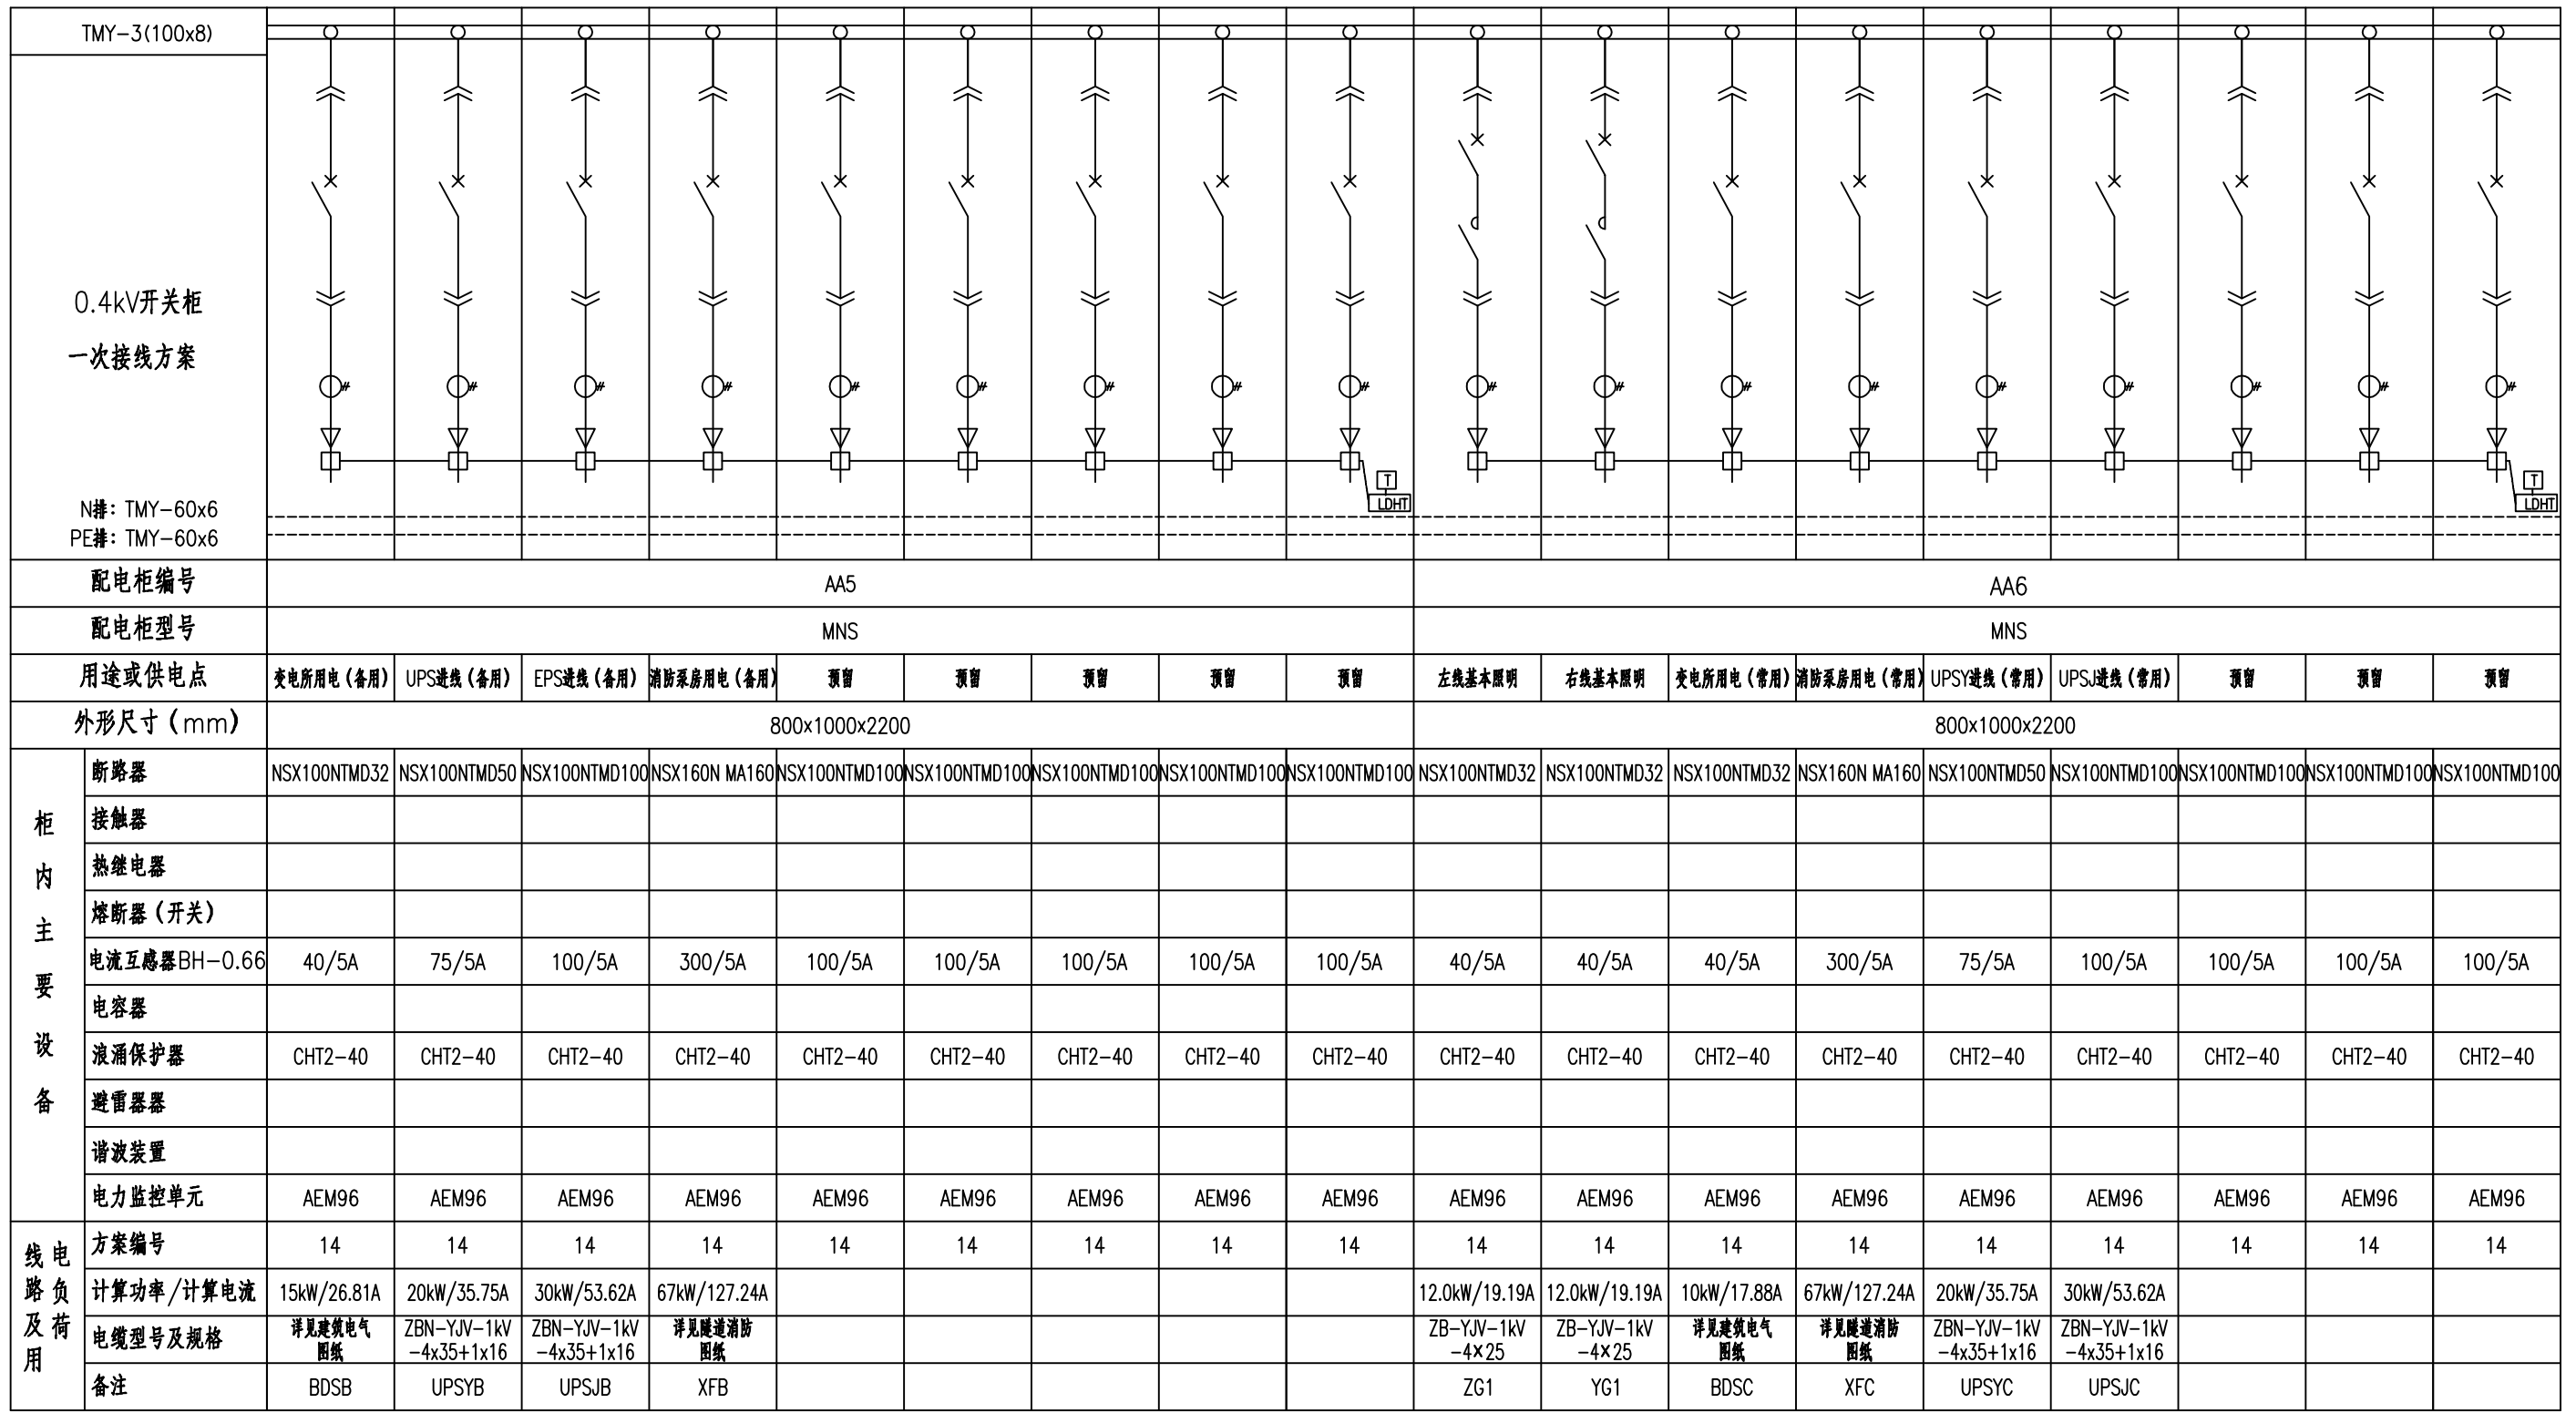 TMY-3(100x8)
0.4kV开关柜
一次接线方案
T
LDHT
T
LDHT
N排: TMY-60x6
PE排: TMY-60x6
配电柜编号 AA5 AA6
配电柜型号 MNS MNS
用途或供电点 变电所用电(备用) UPS进线(备用) EPS进线(备用) 消防泵房用电(备用) 预留 预留 预留 预留 预留 左线基本照明 右线基本照明 变电所用电(常用) 消防泵房用电(常用) UPSY进线(常用) UPSJ进线(常用) 预留 预留 预留
外形尺寸(mm) 800x1000x2200 800x1000x2200
柜内主要设备
断路器 NSX100NTMD32 NSX100NTMD50 NSX100NTMD100 NSX160N MA160 NSX100NTMD100 NSX100NTMD100 NSX100NTMD100 NSX100NTMD100 NSX100NTMD100 NSX100NTMD32 NSX100NTMD32 NSX100NTMD32 NSX160N MA160 NSX100NTMD50 NSX100NTMD100 NSX100NTMD100 NSX100NTMD100 NSX100NTMD100
接触器
热继电器
熔断器(开关)
电流互感器BH-0.66 40/5A 75/5A 100/5A 300/5A 100/5A 100/5A 100/5A 100/5A 100/5A 40/5A 40/5A 40/5A 300/5A 75/5A 100/5A 100/5A 100/5A 100/5A
电容器
浪涌保护器 CHT2-40 CHT2-40 CHT2-40 CHT2-40 CHT2-40 CHT2-40 CHT2-40 CHT2-40 CHT2-40 CHT2-40 CHT2-40 CHT2-40 CHT2-40 CHT2-40 CHT2-40 CHT2-40 CHT2-40 CHT2-40
避雷器器
谐波装置
电力监控单元 AEM96 AEM96 AEM96 AEM96 AEM96 AEM96 AEM96 AEM96 AEM96 AEM96 AEM96 AEM96 AEM96 AEM96 AEM96 AEM96 AEM96 AEM96
线路及用
电负荷
方案编号 14 14 14 14 14 14 14 14 14 14 14 14 14 14 14 14 14 14
计算功率/计算电流 15kW/26.81A 20kW/35.75A 30kW/53.62A 67kW/127.24A 12.0kW/19.19A 12.0kW/19.19A 10kW/17.88A 67kW/127.24A 20kW/35.75A 30kW/53.62A
电缆型号及规格
详见建筑电气 ZBN-YJV-1kV ZBN-YJV-1kV 详见隧道消防 ZB-YJV-1kV ZB-YJV-1kV 详见建筑电气 详见隧道消防 ZBN-YJV-1kV ZBN-YJV-1kV
图纸 -4x35+1x16 -4x35+1x16 图纸 -4×25 -4×25 图纸 图纸 -4x35+1x16 -4x35+1x16
备注 BDSB UPSYB UPSJB XFB ZG1 YG1 BDSC XFC UPSYC UPSJC